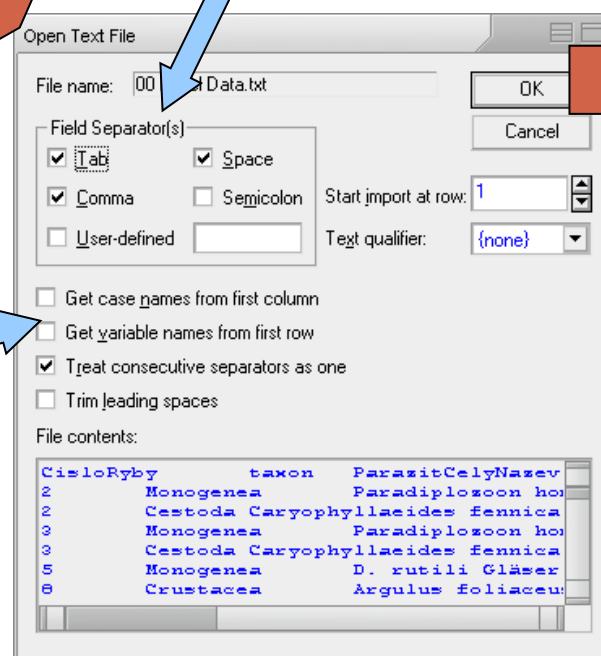 Open Text File
File name: 00 Data.txt
OK
Field Separator(s)
Cancel
Tab Space
Comma Semicolon Start import at row: 1
User-defined Text qualifier: {none}
Get case names from first column
Get variable names from first row
Treat consecutive separators as one
Trim leading spaces
File contents:
CisloRyby taxon ParazitCelyNazev
2 Monogenea Paradiplozoon
2 Cestoda Caryophyllaeides fennica
3 Monogenea Paradiplozoon
3 Cestoda Caryophyllaeides fennica
5 Monogenea D. rutili Gläser
8 Crustacea Argulus